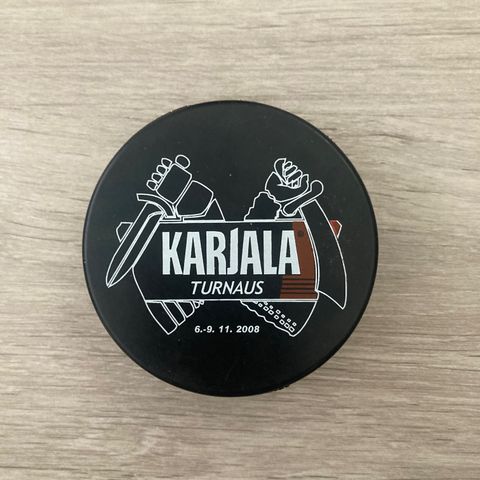 KARJALA
TURNAUS
6.-9. 11. 2008